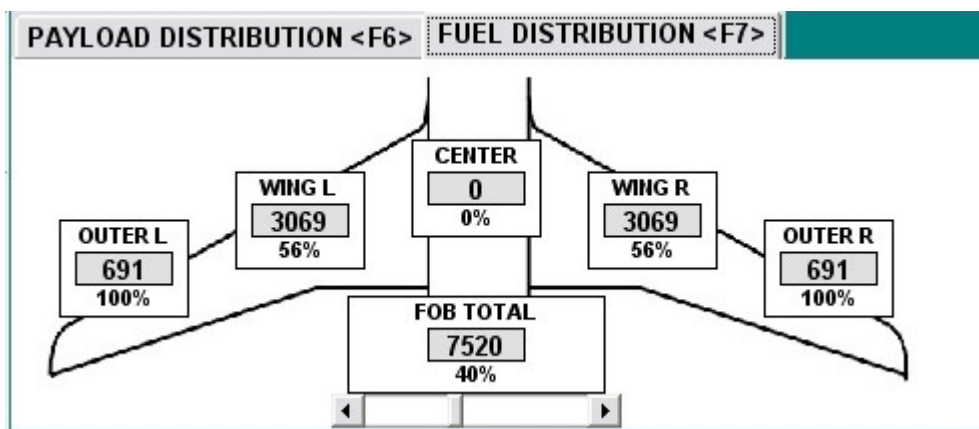 PAYLOAD DISTRIBUTION <F6>
FUEL DISTRIBUTION <F7>
CENTER
0
0%
WING L
3069
56%
WING R
3069
56%
OUTER L
691
100%
OUTER R
691
100%
FOB TOTAL
7520
40%